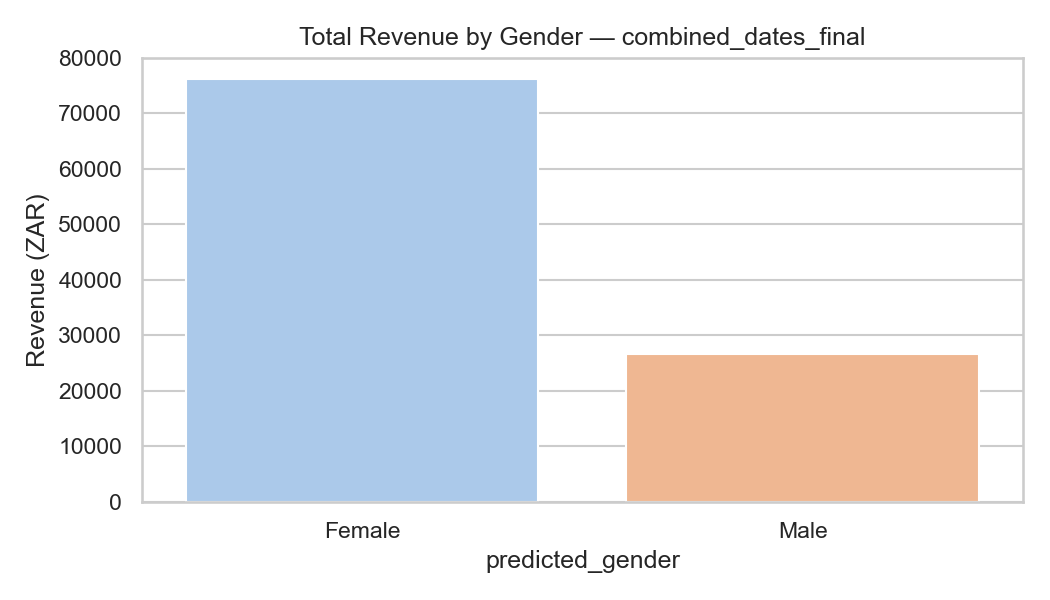 Total Revenue by Gender — combined_dates_final
Revenue (ZAR)
80000
70000
60000
50000
40000
30000
20000
10000
0
Female
Male
predicted_gender